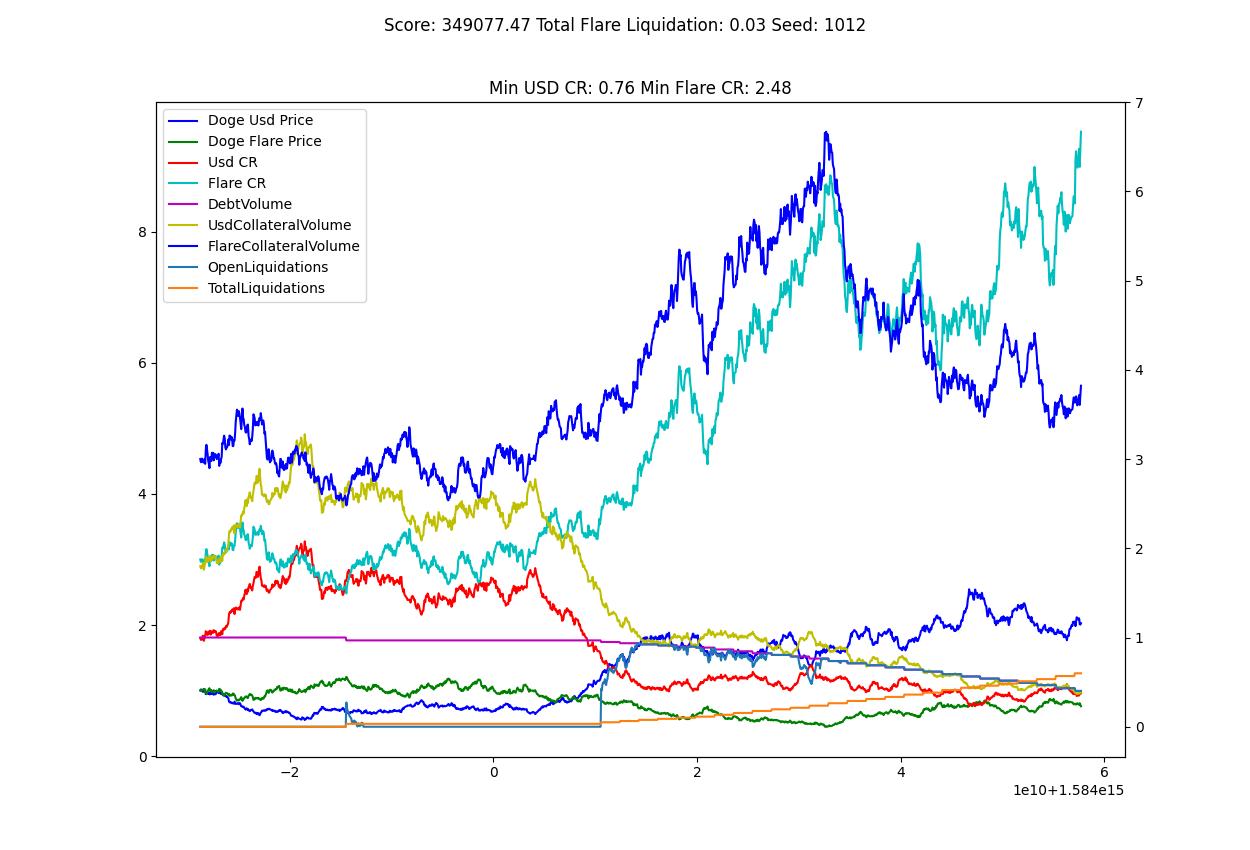 Score: 349077.47 Total Flare Liquidation: 0.03 Seed: 1012
Min USD CR: 0.76 Min Flare CR: 2.48
Doge Usd Price
Doge Flare Price
Usd CR
Flare CR
DebtVolume
UsdCollateralVolume
FlareCollateralVolume
OpenLiquidations
TotalLiquidations
8
6
4
2
0
7
6
5
4
3
2
1
0
−2
0
2
4
6
1e10+1.584e15